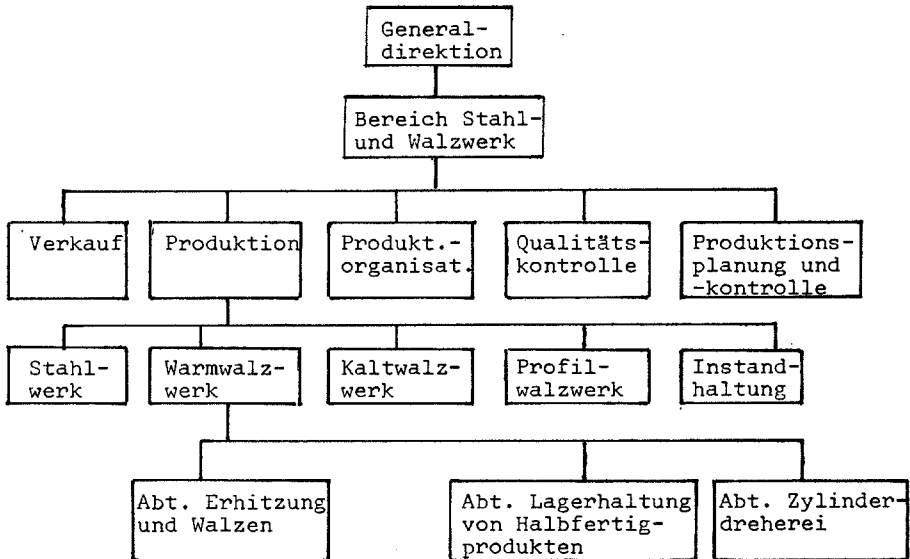 General-
direktion
Bereich Stahl-
und Walzwerk
Verkauf
Produktion
Produkt.-
organisat.
Qualitäts-
kontrolle
Produktions-
planung und
-kontrolle
Stahl-
werk
Warmwalz-
werk
Kaltwalz-
werk
Profil-
walzwerk
Instand-
haltung
Abt. Erhitzung
und Walzen
Abt. Lagerhaltung
von Halbfertig-
produkten
Abt. Zylinder-
dreherei